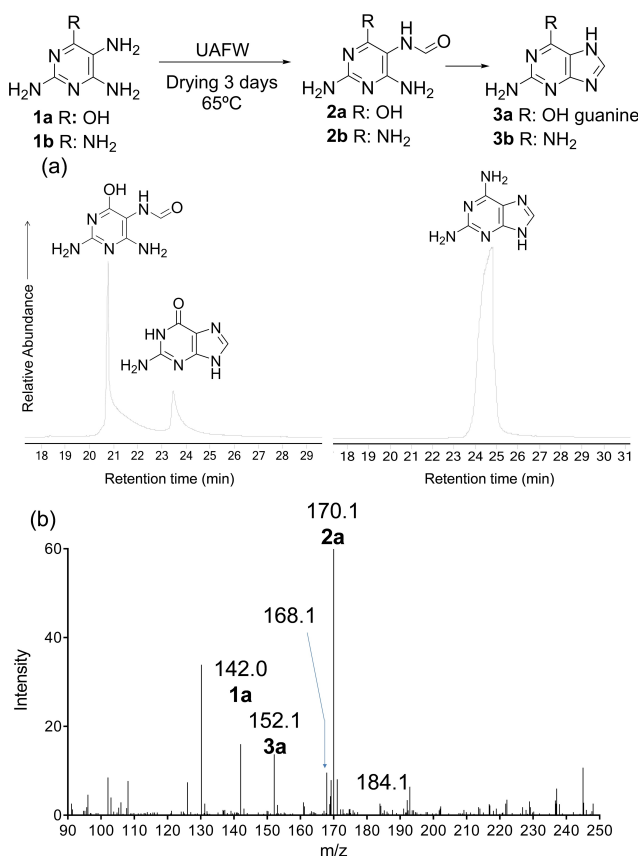 R
N
NH2
H2N
N
NH2
1a R: OH
1b R: NH2
UAFW
Drying 3 days
65ºC
R
H
N
O
N
H2N
N
NH2
2a R: OH
2b R: NH2
R
H
N
N
H2N
N
N
3a R: OH guanine
3b R: NH2
(a)
Relative Abundance
OH
H
N
O
N
H2N
N
NH2
O
HN
N
H2N
N
N
H
18 19 20 21 22 23 24 25 26 27 28 29
Retention time (min)
NH2
N
N
H2N
N
N
H
18 19 20 21 22 23 24 25 26 27 28 29 30 31
Retention time (min)
(b)
170.1
2a
168.1
142.0
1a
152.1
3a
184.1
Intensity
60
40
20
0
90 100 110 120 130 140 150 160 170 180 190 200 210 220 230 240 250
m/z